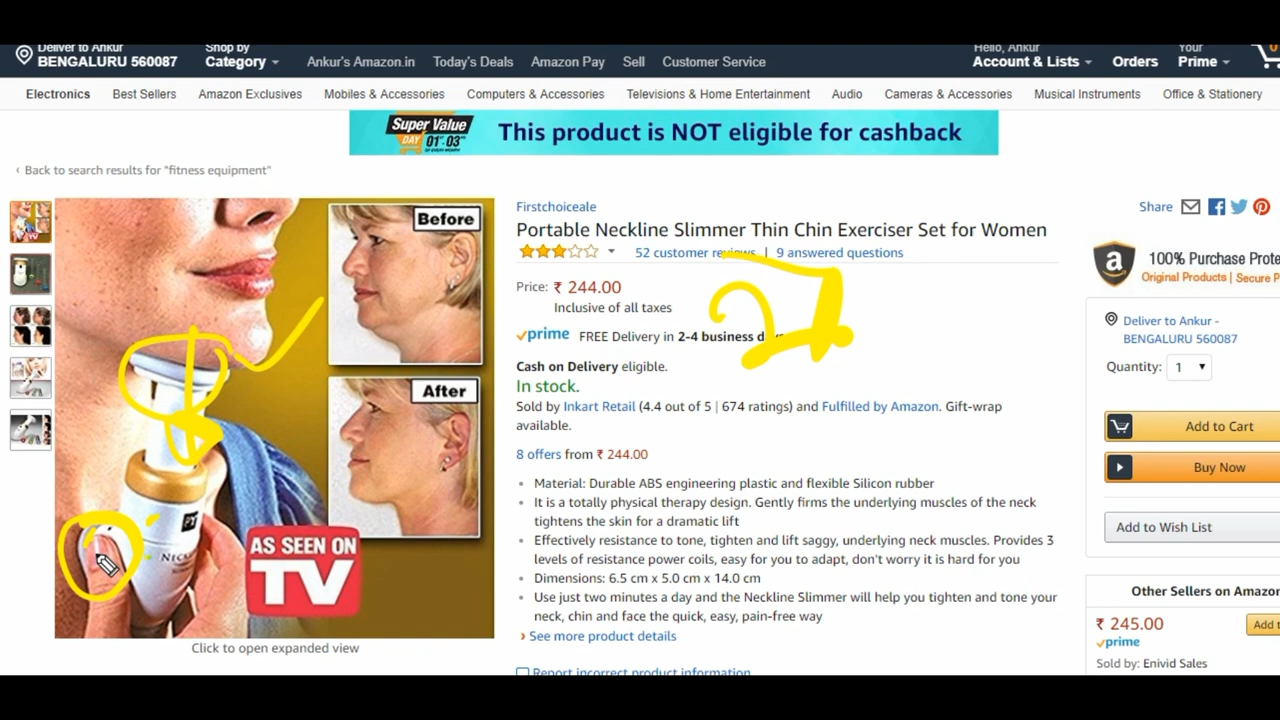 Deliver to Ankur
BENGALURU 560087
Shop by
Category
Ankur's Amazon.in Today's Deals Amazon Pay Sell Customer Service
Hello, Ankur
Account & Lists
Orders
Your
Prime
0
Electronics Best Sellers Amazon Exclusives Mobiles & Accessories Computers & Accessories Televisions & Home Entertainment Audio Cameras & Accessories Musical Instruments Office & Stationery
Super Value
DAY 01st-03rd
OF EVERY MONTH
This product is NOT eligible for cashback
‹ Back to search results for "fitness equipment"
Before
After
AS SEEN ON
TV
Click to open expanded view
Firstchoiceale
Portable Neckline Slimmer Thin Chin Exerciser Set for Women
52 customer reviews | 9 answered questions
Price: ₹ 244.00
Inclusive of all taxes
27
prime FREE Delivery in 2-4 business
Cash on Delivery eligible.
In stock.
Sold by Inkart Retail (4.4 out of 5 | 674 ratings) and Fulfilled by Amazon. Gift-wrap
available.
8 offers from ₹ 244.00
• Material: Durable ABS engineering plastic and flexible Silicon rubber
• It is a totally physical therapy design. Gently firms the underlying muscles of the neck
tightens the skin for a dramatic lift
• Effectively resistance to tone, tighten and lift saggy, underlying neck muscles. Provides 3
levels of resistance power coils, easy for you to adapt, don't worry it is hard for you
• Dimensions: 6.5 cm x 5.0 cm x 14.0 cm
• Use just two minutes a day and the Neckline Slimmer will help you tighten and tone your
neck, chin and face the quick, easy, pain-free way
› See more product details
Report incorrect product information
Share
a
100% Purchase Prote
Original Products | Secure P
Deliver to Ankur -
BENGALURU 560087
Quantity: 1
Add to Cart
Buy Now
Add to Wish List
Other Sellers on Amazon
₹ 245.00
Add t
prime
Sold by: Enivid Sales